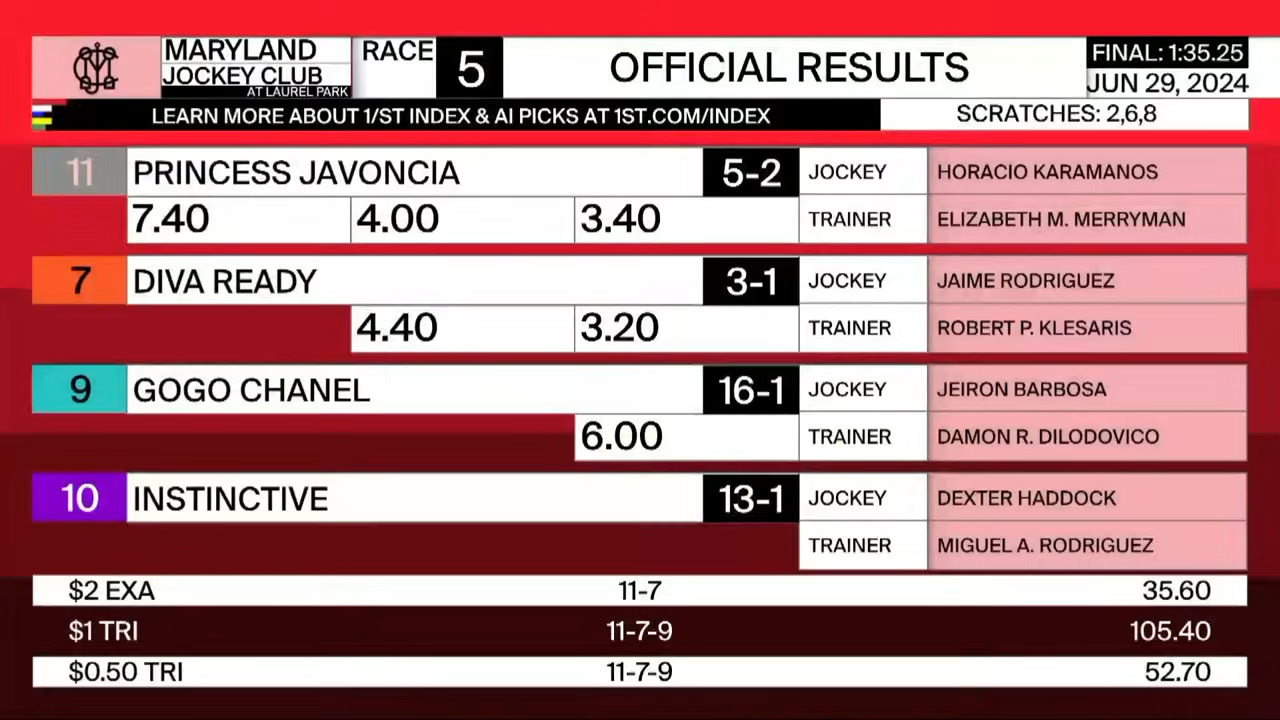 MARYLAND
JOCKEY CLUB
AT LAUREL PARK
RACE 5
OFFICIAL RESULTS
FINAL: 1:35.25
JUN 29, 2024
LEARN MORE ABOUT 1/ST INDEX & AI PICKS AT 1ST.COM/INDEX
SCRATCHES: 2,6,8
11 PRINCESS JAVONCIA 5-2 JOCKEY HORACIO KARAMANOS
7.40 4.00 3.40 TRAINER ELIZABETH M. MERRYMAN
7 DIVA READY 3-1 JOCKEY JAIME RODRIGUEZ
4.40 3.20 TRAINER ROBERT P. KLESARIS
9 GOGO CHANEL 16-1 JOCKEY JEIRON BARBOSA
6.00 TRAINER DAMON R. DILODOVICO
10 INSTINCTIVE 13-1 JOCKEY DEXTER HADDOCK
TRAINER MIGUEL A. RODRIGUEZ
$2 EXA 11-7 35.60
$1 TRI 11-7-9 105.40
$0.50 TRI 11-7-9 52.70